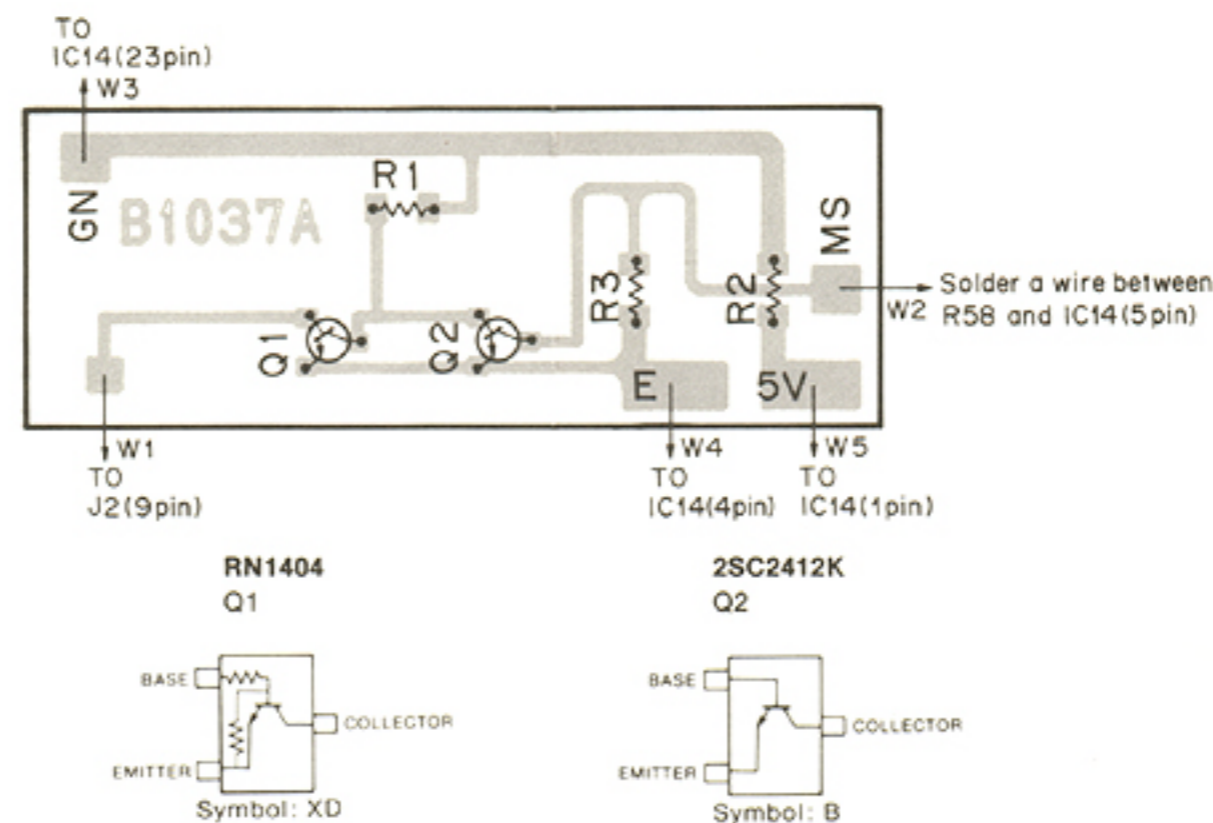 TO
IC14(23pin)
W3
R1
GN
B1037A
MS
R3
R2
Q1
Q2
Solder a wire between
W2 R58 and IC14(5pin)
E
5V
W1
W4
W5
TO
J2(9pin)
TO
IC14(4pin)
TO
IC14(1pin)
RN1404
Q1
2SC2412K
Q2
BASE
COLLECTOR
EMITTER
Symbol: XD
BASE
COLLECTOR
EMITTER
Symbol: B